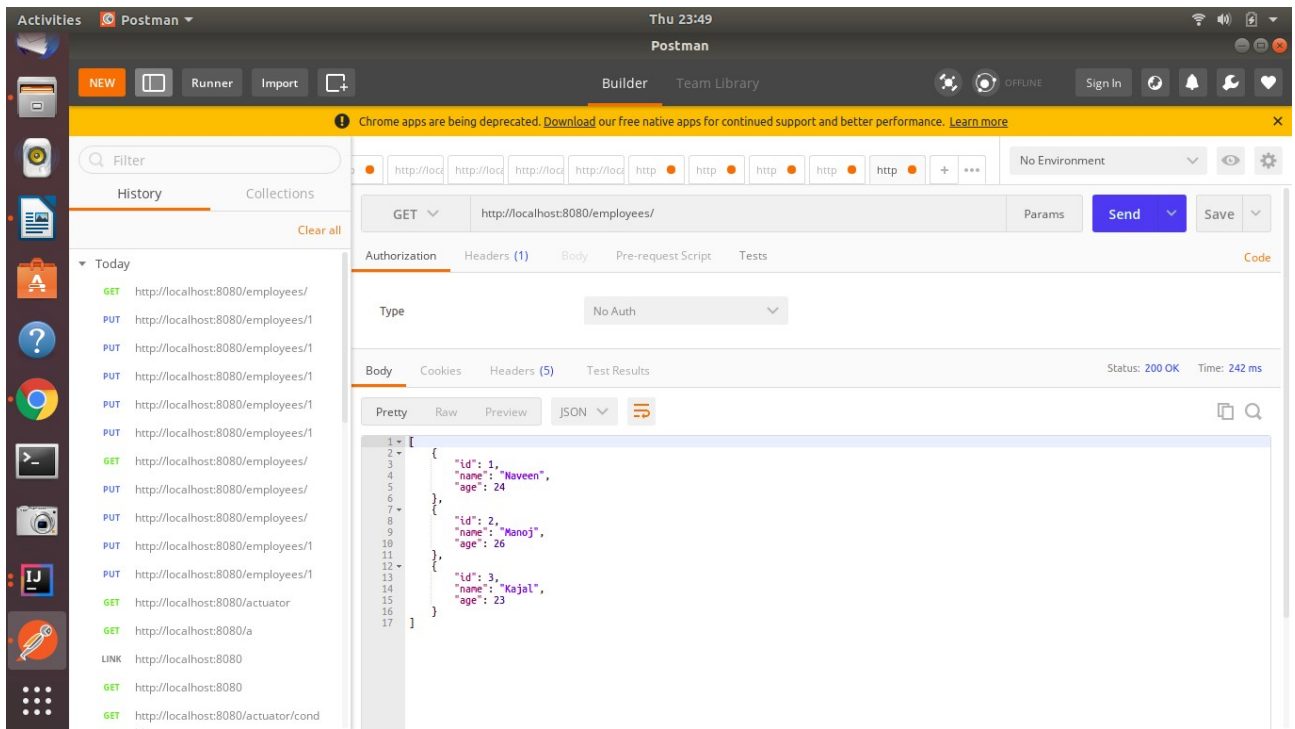 Activities Postman Thu 23:49
Postman
NEW Runner Import Builder Team Library OFFLINE Sign In
Chrome apps are being deprecated. Download our free native apps for continued support and better performance. Learn more
Filter
History Collections
Clear all
Today
GET http://localhost:8080/employees/
PUT http://localhost:8080/employees/1
PUT http://localhost:8080/employees/1
PUT http://localhost:8080/employees/1
PUT http://localhost:8080/employees/1
PUT http://localhost:8080/employees/1
GET http://localhost:8080/employees/
PUT http://localhost:8080/employees/
PUT http://localhost:8080/employees/
PUT http://localhost:8080/employees/1
PUT http://localhost:8080/employees/1
GET http://localhost:8080/actuator
GET http://localhost:8080/a
LINK http://localhost:8080
GET http://localhost:8080
GET http://localhost:8080/actuator/cond
http://loca http://loca http://loca http://loca http http http http http + No Environment
GET http://localhost:8080/employees/ Params Send Save
Authorization Headers (1) Body Pre-request Script Tests Code
Type No Auth
Body Cookies Headers (5) Test Results Status: 200 OK Time: 242 ms
Pretty Raw Preview JSON
1 [
2 {
3 "id": 1,
4 "name": "Naveen",
5 "age": 24
6 },
7 {
8 "id": 2,
9 "name": "Manoj",
10 "age": 26
11 },
12 {
13 "id": 3,
14 "name": "Kajal",
15 "age": 23
16 }
17 ]